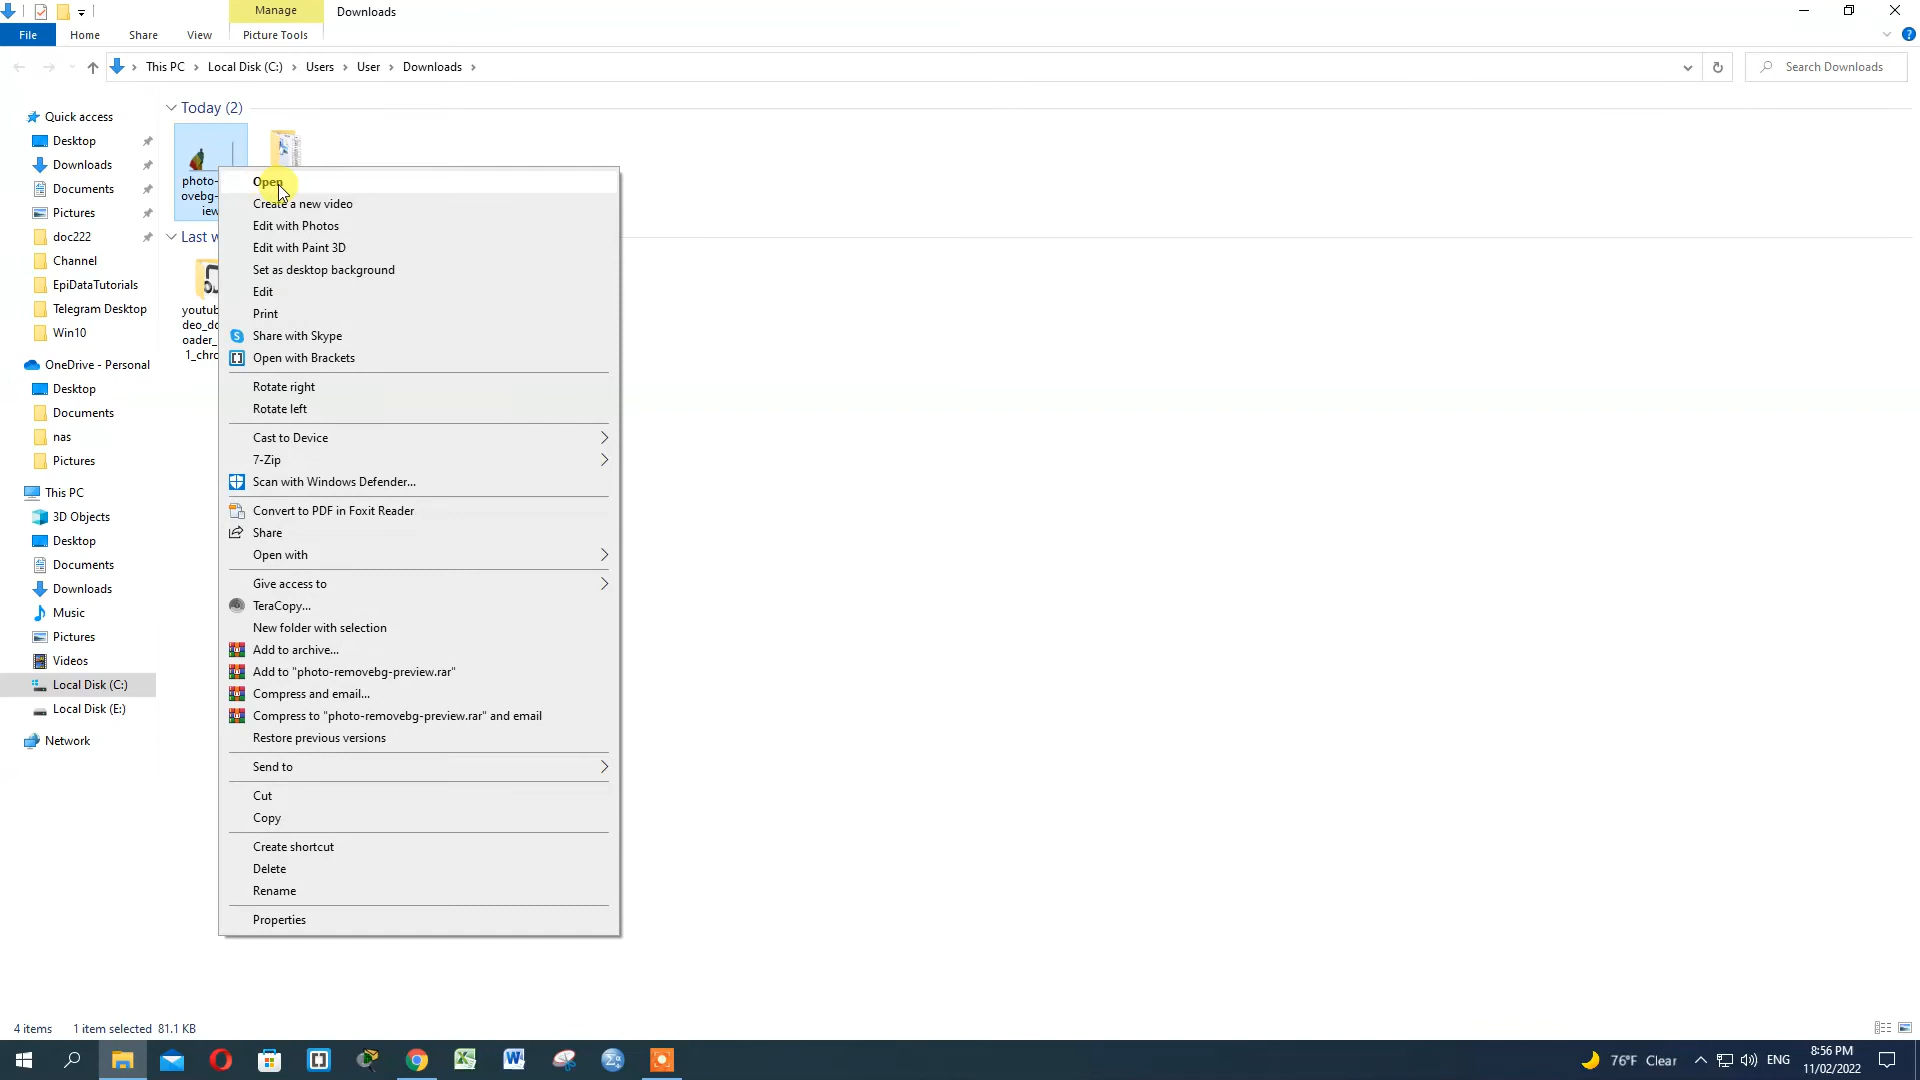 Manage
Downloads
File
Home
Share
View
Picture Tools
This PC
Local Disk (C:)
Users
User
Downloads
Search Downloads
Quick access
Desktop
Downloads
Documents
Pictures
doc222
Channel
EpiDataTutorials
Telegram Desktop
Win10
OneDrive - Personal
Desktop
Documents
nas
Pictures
This PC
3D Objects
Desktop
Documents
Downloads
Music
Pictures
Videos
Local Disk (C:)
Local Disk (E:)
Network
Today (2)
photo-
ovebg-
iew
Last w
youtub
deo_do
oader_
1_chro
Open
Create a new video
Edit with Photos
Edit with Paint 3D
Set as desktop background
Edit
Print
Share with Skype
Open with Brackets
Rotate right
Rotate left
Cast to Device
7-Zip
Scan with Windows Defender...
Convert to PDF in Foxit Reader
Share
Open with
Give access to
TeraCopy...
New folder with selection
Add to archive...
Add to "photo-removebg-preview.rar"
Compress and email...
Compress to "photo-removebg-preview.rar" and email
Restore previous versions
Send to
Cut
Copy
Create shortcut
Delete
Rename
Properties
4 items
1 item selected 81.1 KB
76°F Clear
ENG
8:56 PM
11/02/2022